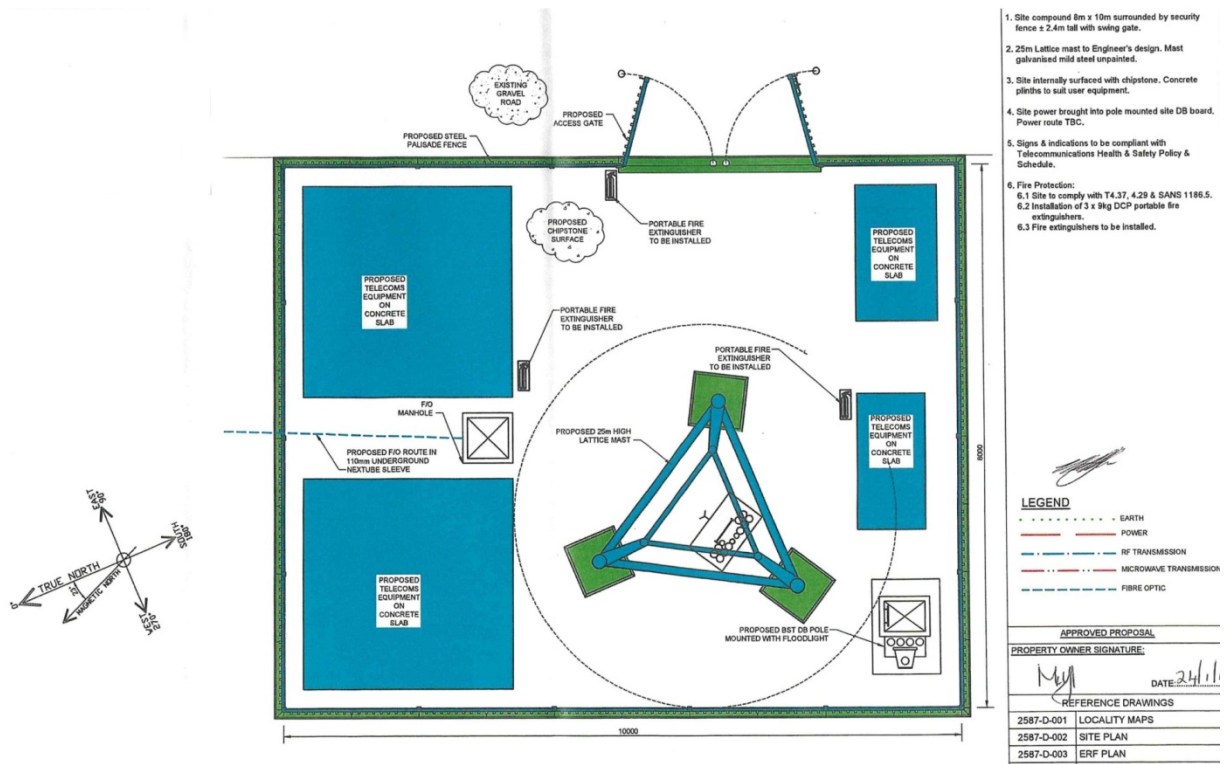 1. Site compound 8m x 10m surrounded by security
fence ± 2.4m tall with swing gate.
2. 25m Lattice mast to Engineer's design. Mast
galvanised mild steel unpainted.
3. Site internally surfaced with chipstone. Concrete
plinths to suit user equipment.
4. Site power brought into pole mounted site DB board.
Power route TBC.
5. Signs & indications to be compliant with
Telecommunications Health & Safety Policy &
Schedule.
6. Fire Protection:
6.1 Site to comply with T4.37, 4.29 & SANS 1186.5.
6.2 Installation of 3 x 9kg DCP portable fire
extinguishers.
6.3 Fire extinguishers to be installed.
EXISTING
GRAVEL
ROAD
PROPOSED
ACCESS GATE
PROPOSED STEEL
PALISADE FENCE
PORTABLE FIRE
EXTINGUISHER
TO BE INSTALLED
PROPOSED
CHIPSTONE
SURFACE
PROPOSED
TELECOMS
EQUIPMENT
ON
CONCRETE
SLAB
PROPOSED
TELECOMS
EQUIPMENT ON
CONCRETE
SLAB
PORTABLE FIRE
EXTINGUISHER
TO BE INSTALLED
PORTABLE FIRE
EXTINGUISHER
TO BE INSTALLED
F/O
MANHOLE
PROPOSED 25m HIGH
LATTICE MAST
PROPOSED
TELECOMS
EQUIPMENT
ON
CONCRETE
SLAB
PROPOSED F/O ROUTE IN
110mm UNDERGROUND
NEXTUBE SLEEVE
8000
PROPOSED
TELECOMS
EQUIPMENT ON
CONCRETE
SLAB
PROPOSED BST DB POLE
MOUNTED WITH FLOODLIGHT
10000
EAST
90°
SOUTH
180°
TRUE NORTH
0°
22°
MAGNETIC NORTH
WEST
270°
LEGEND
EARTH
POWER
RF TRANSMISSION
MICROWAVE TRANSMISSION
FIBRE OPTIC
APPROVED PROPOSAL
PROPERTY OWNER SIGNATURE:
DATE: 24/1/
REFERENCE DRAWINGS
2587-D-001 LOCALITY MAPS
2587-D-002 SITE PLAN
2587-D-003 ERF PLAN